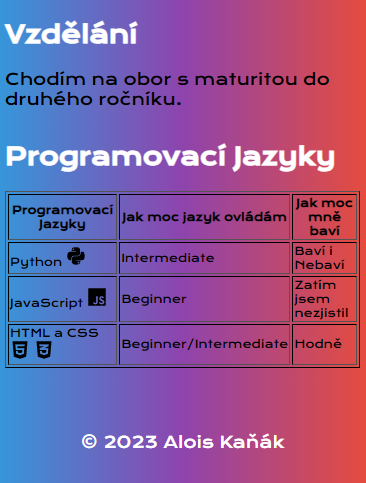 Vzdělání
Chodím na obor s maturitou do
druhého ročníku.
Programovací Jazyky
Programovací Jazyky
Jak moc jazyk ovládám
Jak moc mně baví
Python
Intermediate
Baví i Nebaví
JavaScript JS
Beginner
Zatím jsem nezjistil
HTML a CSS
Beginner/Intermediate
Hodně
© 2023 Alois Kaňák